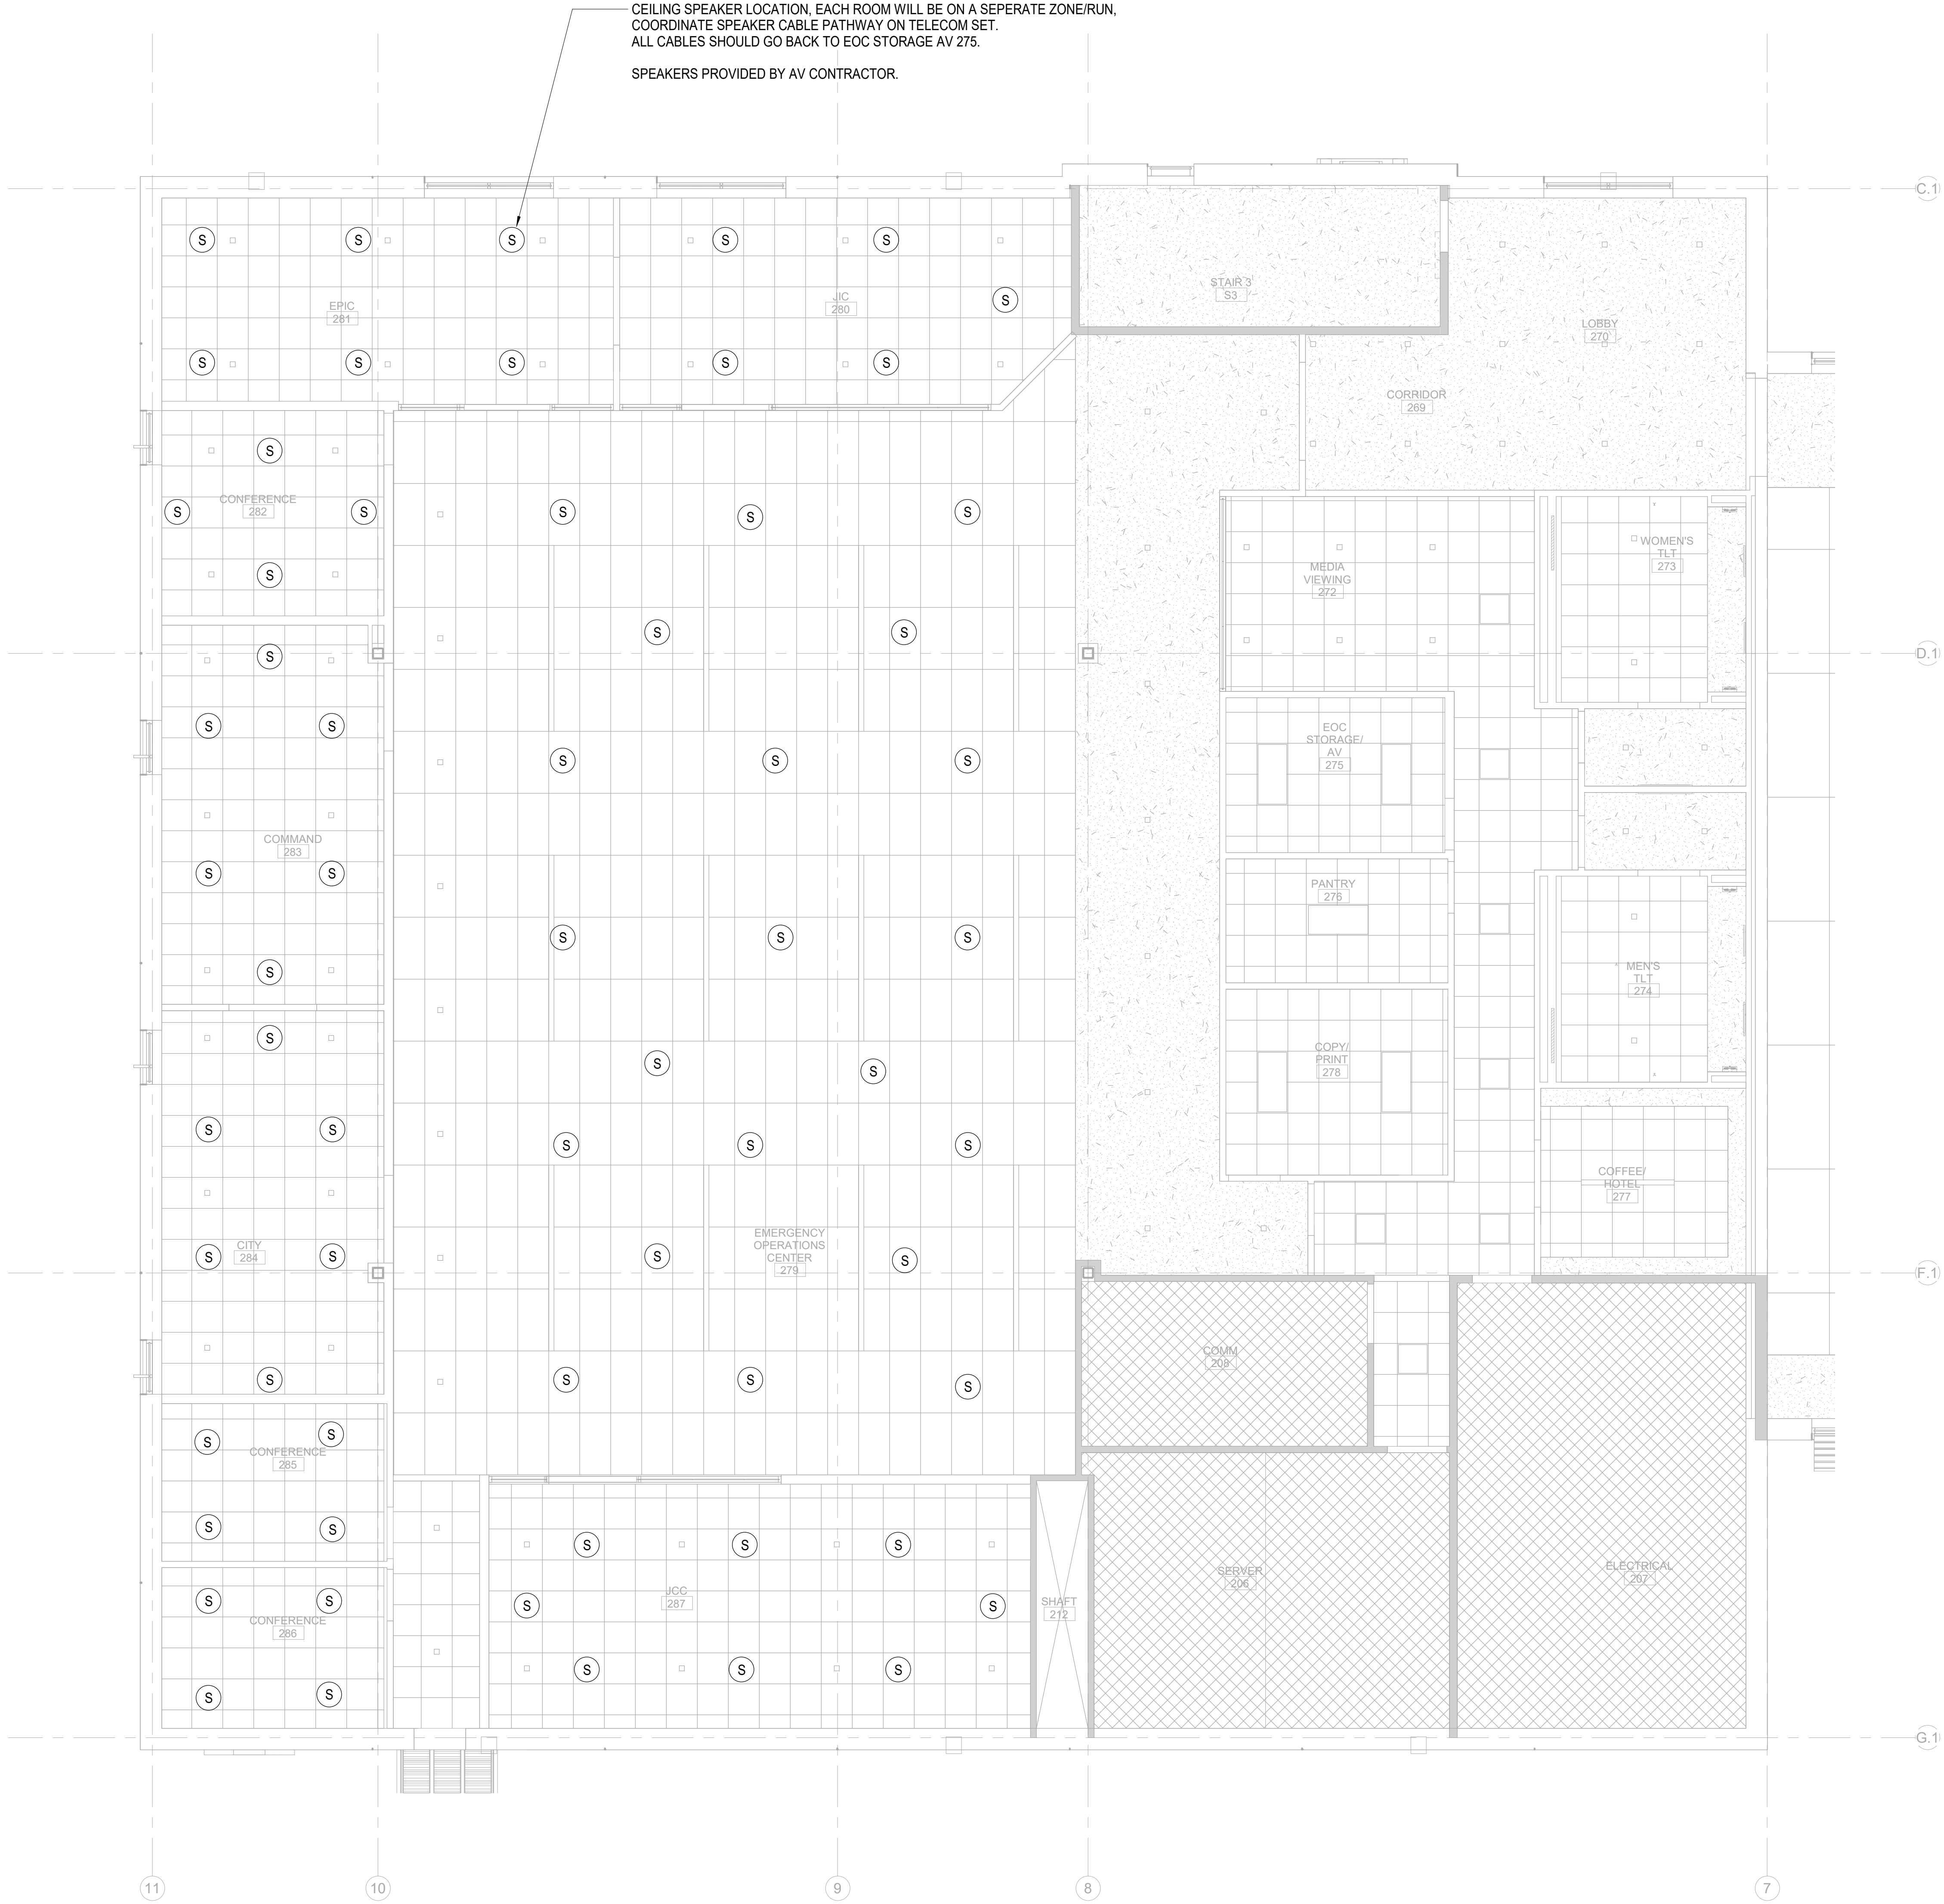 CEILING SPEAKER LOCATION, EACH ROOM WILL BE ON A SEPERATE ZONE/RUN,
COORDINATE SPEAKER CABLE PATHWAY ON TELECOM SET.
ALL CABLES SHOULD GO BACK TO EOC STORAGE AV 275.
SPEAKERS PROVIDED BY AV CONTRACTOR.
C.1
S S S S S
STAIR 3
S3
S
EPIC
281
JIC
280
LOBBY
270
S S S S S
CORRIDOR
269
S
CONFERENCE
282
S S S S S
WOMEN'S
TLT
273
MEDIA
VIEWING
272
S
S S
D.1
S
S S
EOC
STORAGE/
AV
275
S S S
COMMAND
283
S S
PANTRY
276
S S S
S
MEN'S
TLT
274
S
COPY/
PRINT
278
S S
S S
S S S
COFFEE/
HOTEL
277
CITY
284
S S
EMERGENCY
OPERATIONS
CENTER
279
S S
F.1
COMM
208
S
S S S
S S
CONFERENCE
285
S S
S S S
SERVER
206
ELECTRICAL
207
JCC
287
SHAFT
212
S S
S S
CONFERENCE
286
S S
S S S
G.1
11
10
9
8
7